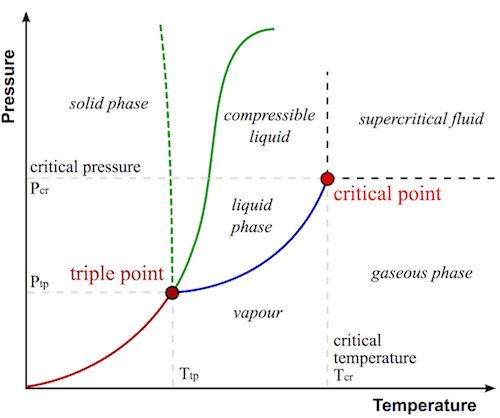 Pressure
solid phase
compressible
liquid
supercritical fluid
critical pressure
Pcr
critical point
liquid
phase
triple point
Ptp
gaseous phase
vapour
critical
temperature
Ttp
Tcr
Temperature